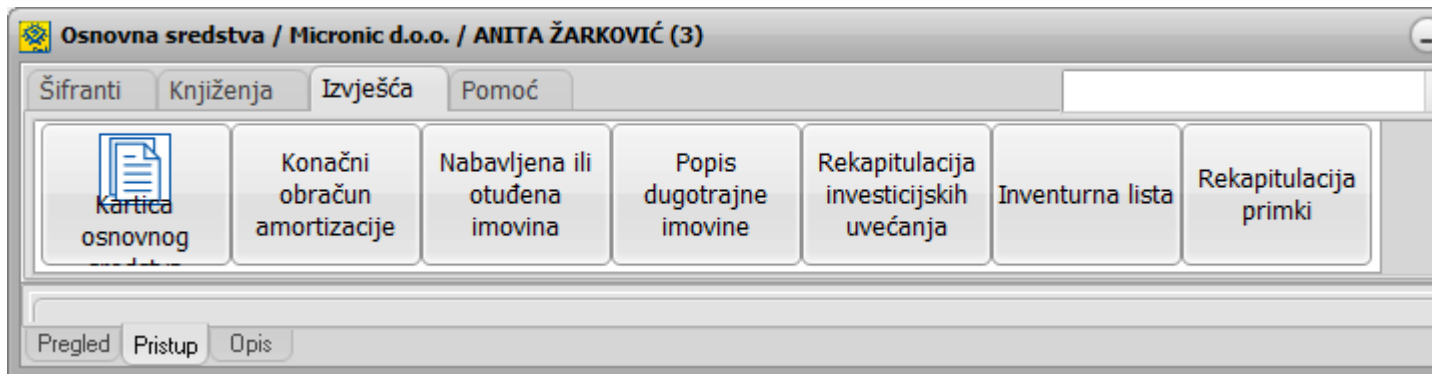 Osnovna sredstva / Micronic d.o.o. / ANITA ŽARKOVIĆ (3)
Šifranti Knjiženja Izvješća Pomoć
Kartica
osnovnog
Konačni
obračun
amortizacije
Nabavljena ili
otuđena
imovina
Popis
dugotrajne
imovine
Rekapitulacija
investicijskih
uvećanja
Inventurna lista
Rekapitulacija
primki
Pregled Pristup Opis